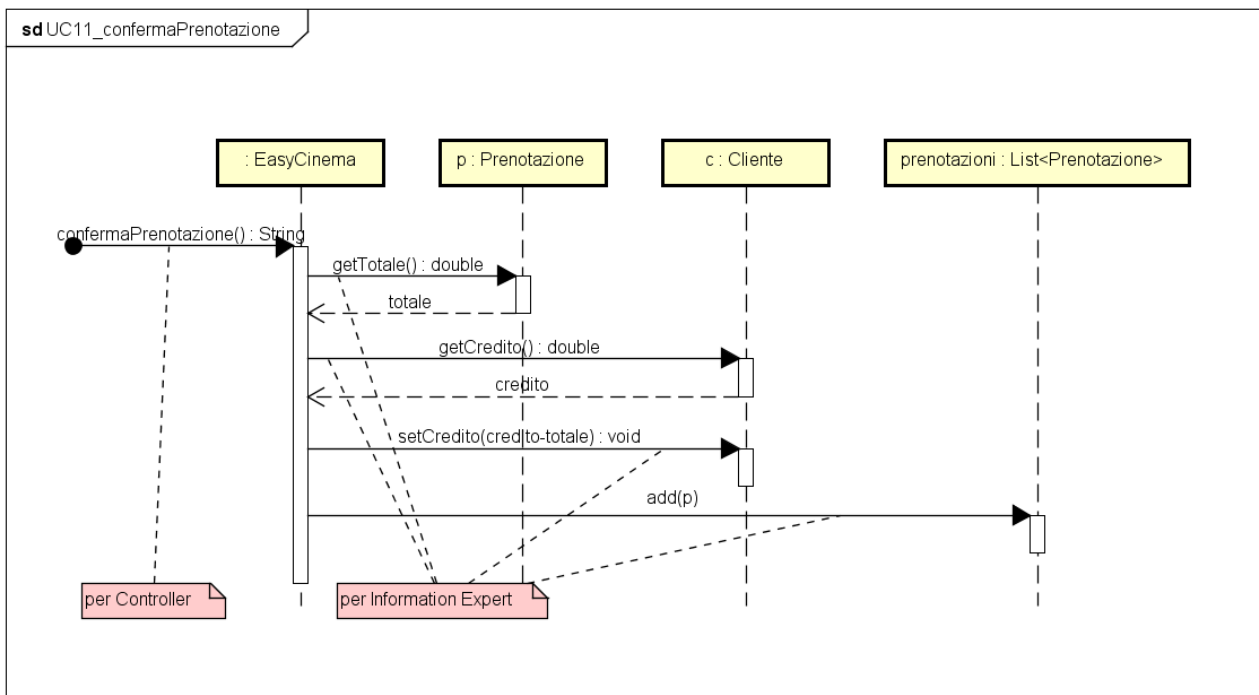 sd UC11_confermaPrenotazione
: EasyCinema
p : Prenotazione
c : Cliente
prenotazioni : List<Prenotazione>
confermaPrenotazione() : String
getTotale() : double
totale
getCredito() : double
credito
setCredito(credito-totale) : void
add(p)
per Controller
per Information Expert